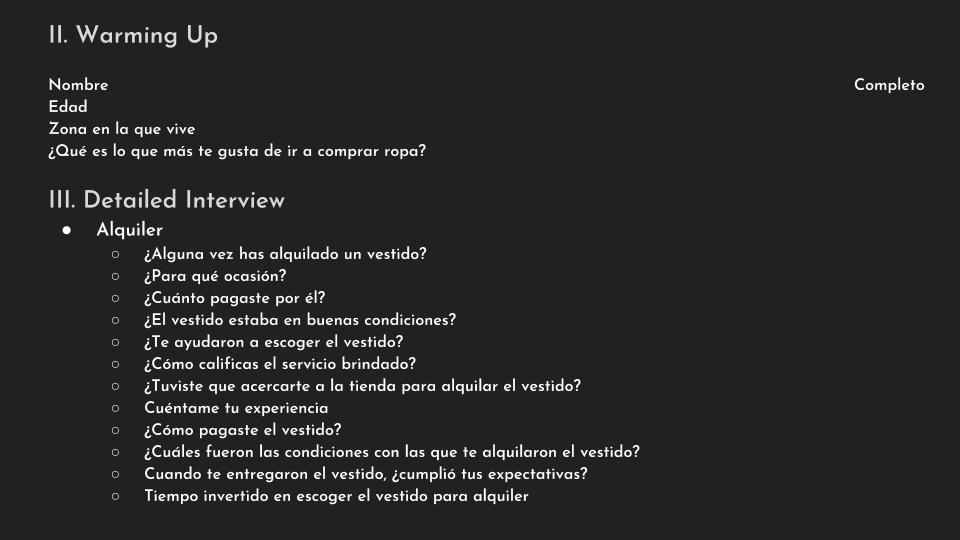 II. Warming Up
Nombre Completo
Edad
Zona en la que vive
¿Qué es lo que más te gusta de ir a comprar ropa?
III. Detailed Interview
● Alquiler
○ ¿Alguna vez has alquilado un vestido?
○ ¿Para qué ocasión?
○ ¿Cuánto pagaste por él?
○ ¿El vestido estaba en buenas condiciones?
○ ¿Te ayudaron a escoger el vestido?
○ ¿Cómo calificas el servicio brindado?
○ ¿Tuviste que acercarte a la tienda para alquilar el vestido?
○ Cuéntame tu experiencia
○ ¿Cómo pagaste el vestido?
○ ¿Cuáles fueron las condiciones con las que te alquilaron el vestido?
○ Cuando te entregaron el vestido, ¿cumplió tus expectativas?
○ Tiempo invertido en escoger el vestido para alquiler